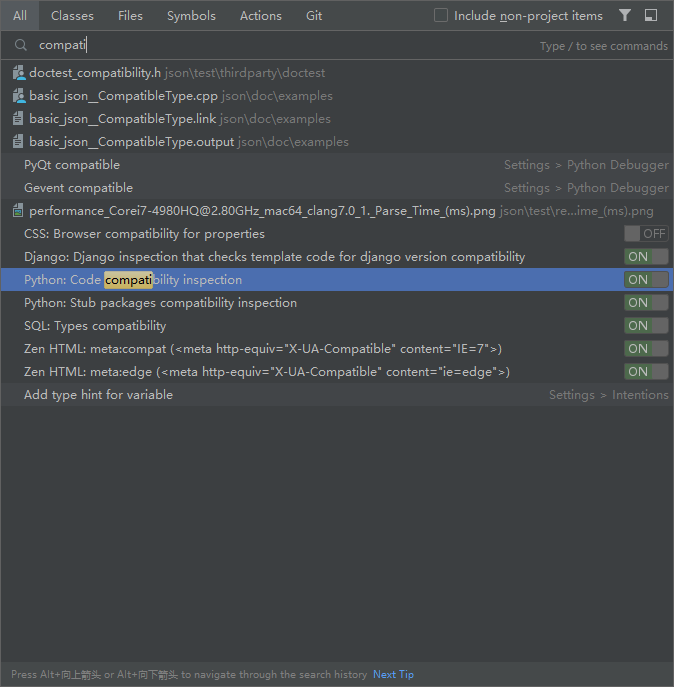 All Classes Files Symbols Actions Git Include non-project items
compati Type / to see commands
doctest_compatibility.h json\test\thirdparty\doctest
basic_json__CompatibleType.cpp json\doc\examples
basic_json__CompatibleType.link json\doc\examples
basic_json__CompatibleType.output json\doc\examples
PyQt compatible Settings > Python Debugger
Gevent compatible Settings > Python Debugger
performance_Corei7-4980HQ@2.80GHz_mac64_clang7.0_1._Parse_Time_(ms).png json\test\re...ime_(ms).png
CSS: Browser compatibility for properties OFF
Django: Django inspection that checks template code for django version compatibility ON
Python: Code compatibility inspection ON
Python: Stub packages compatibility inspection ON
SQL: Types compatibility ON
Zen HTML: meta:compat (<meta http-equiv="X-UA-Compatible" content="IE=7">) ON
Zen HTML: meta:edge (<meta http-equiv="X-UA-Compatible" content="ie=edge">) ON
Add type hint for variable Settings > Intentions
Press Alt+向上箭头 or Alt+向下箭头 to navigate through the search history Next Tip